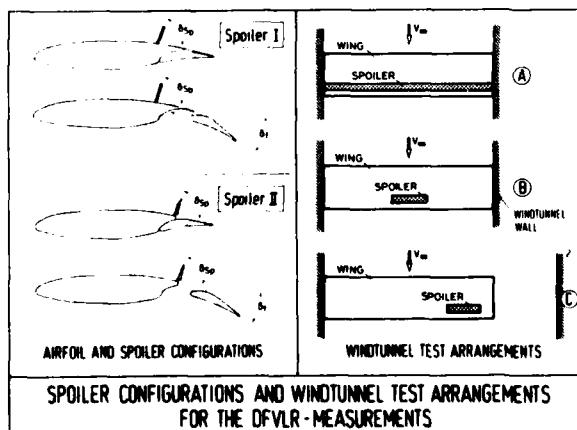 [Spoiler I]
δSp
δSp
δf
[Spoiler II]
δSp
δSp
δf
AIRFOIL AND SPOILER CONFIGURATIONS
V∞
WING
SPOILER
A
V∞
WING
SPOILER
B
WINDTUNNEL
WALL
V∞
WING
SPOILER
C
WINDTUNNEL TEST ARRANGEMENTS
SPOILER CONFIGURATIONS AND WINDTUNNEL TEST ARRANGEMENTS
FOR THE DFVLR-MEASUREMENTS